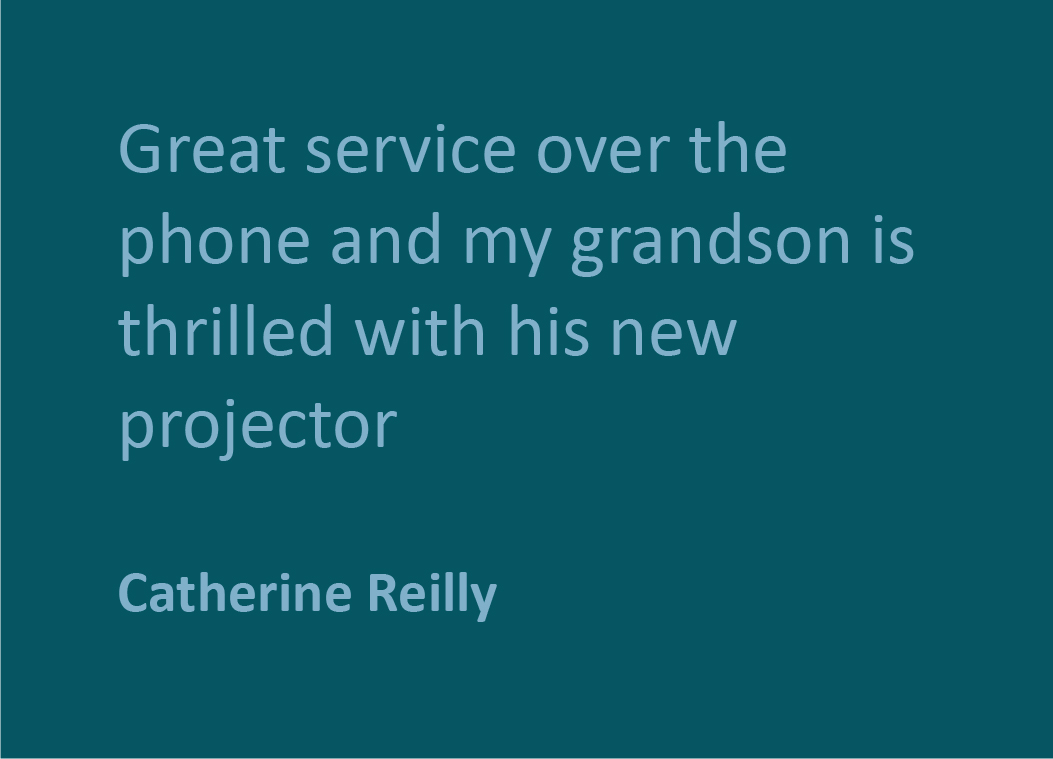 Great service over the
phone and my grandson is
thrilled with his new
projector
Catherine Reilly